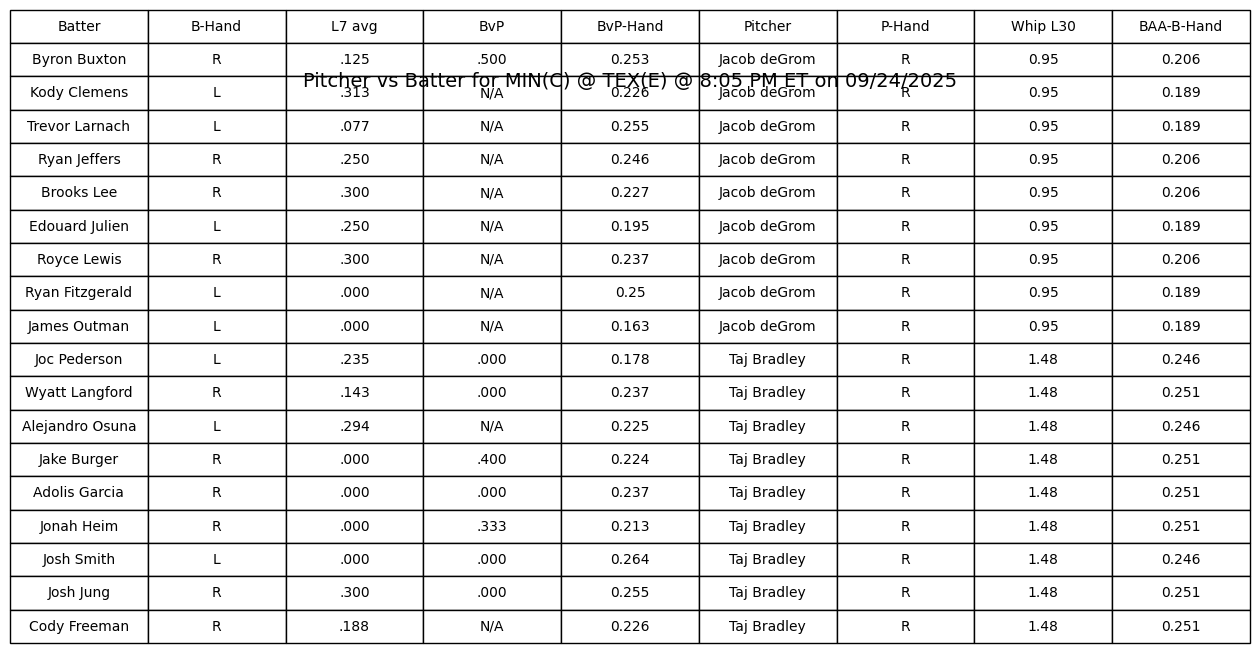 Batter B-Hand L7 avg BvP BvP-Hand Pitcher P-Hand Whip L30 BAA-B-Hand
Byron Buxton R .125 .500 0.253 Jacob deGrom R 0.95 0.206
Pitcher vs Batter for MIN(C) @ TEX(E) @ 8:05 PM ET on 09/24/2025
Kody Clemens L .313 N/A 0.226 Jacob deGrom R 0.95 0.189
Trevor Larnach L .077 N/A 0.255 Jacob deGrom R 0.95 0.189
Ryan Jeffers R .250 N/A 0.246 Jacob deGrom R 0.95 0.206
Brooks Lee R .300 N/A 0.227 Jacob deGrom R 0.95 0.206
Edouard Julien L .250 N/A 0.195 Jacob deGrom R 0.95 0.189
Royce Lewis R .300 N/A 0.237 Jacob deGrom R 0.95 0.206
Ryan Fitzgerald L .000 N/A 0.25 Jacob deGrom R 0.95 0.189
James Outman L .000 N/A 0.163 Jacob deGrom R 0.95 0.189
Joc Pederson L .235 .000 0.178 Taj Bradley R 1.48 0.246
Wyatt Langford R .143 .000 0.237 Taj Bradley R 1.48 0.251
Alejandro Osuna L .294 N/A 0.225 Taj Bradley R 1.48 0.246
Jake Burger R .000 .400 0.224 Taj Bradley R 1.48 0.251
Adolis Garcia R .000 .000 0.237 Taj Bradley R 1.48 0.251
Jonah Heim R .000 .333 0.213 Taj Bradley R 1.48 0.251
Josh Smith L .000 .000 0.264 Taj Bradley R 1.48 0.246
Josh Jung R .300 .000 0.255 Taj Bradley R 1.48 0.251
Cody Freeman R .188 N/A 0.226 Taj Bradley R 1.48 0.251